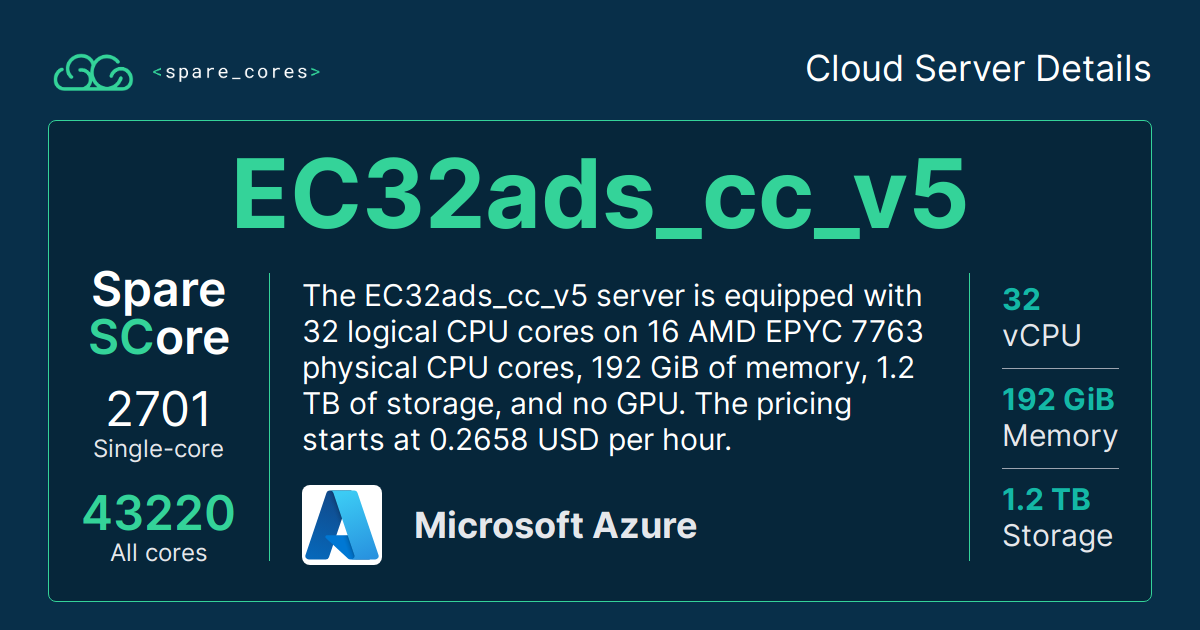 <spare_cores>
Cloud Server Details
EC32ads_cc_v5
Spare
SCore
2701
Single-core
43220
All cores
The EC32ads_cc_v5 server is equipped with
32 logical CPU cores on 16 AMD EPYC 7763
physical CPU cores, 192 GiB of memory, 1.2
TB of storage, and no GPU. The pricing
starts at 0.2658 USD per hour.
Microsoft Azure
32
vCPU
192 GiB
Memory
1.2 TB
Storage